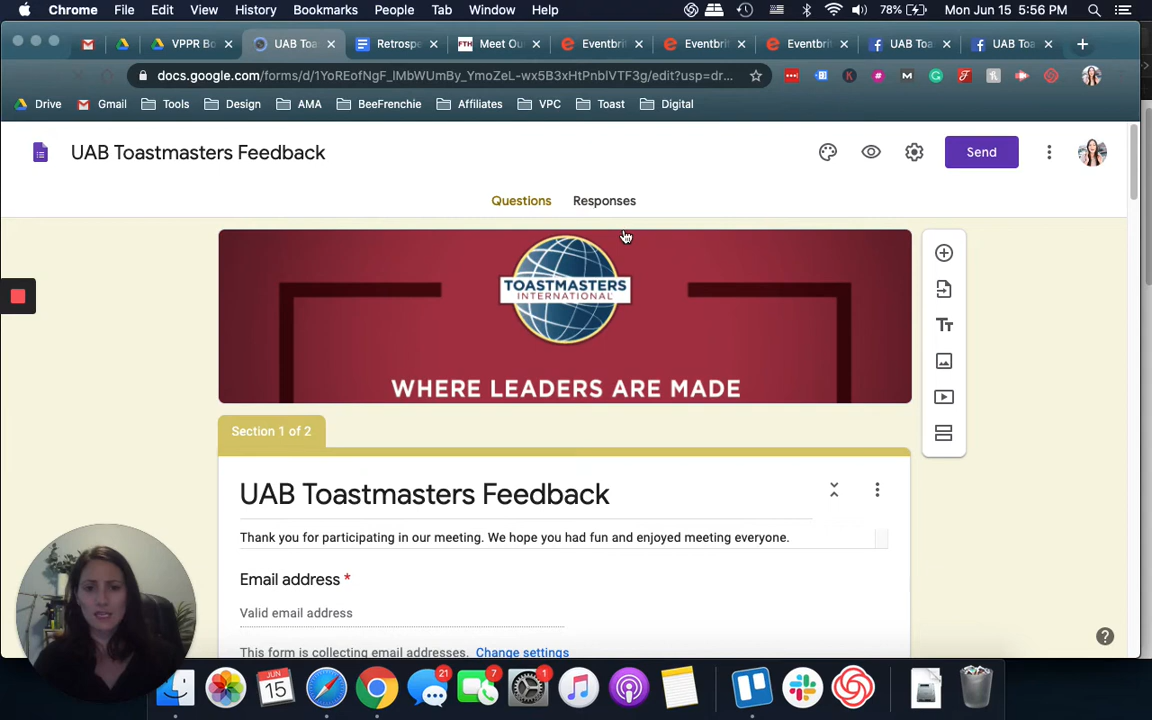 Chrome File Edit View History Bookmarks People Tab Window Help 78% Mon Jun 15 5:56 PM
VPPR Bo UAB Toa Retrosp Meet Ou Eventbri Eventbri Eventbri UAB Toa UAB Toa
docs.google.com/forms/d/1YoREofNgF_lMbWUmBy_YmoZeL-wx5B3xHtPnblVTF3g/edit?usp=dr...
Drive Gmail Tools Design AMA BeeFrenchie Affiliates VPC Toast Digital
UAB Toastmasters Feedback
Send
Questions Responses
TOASTMASTERS
INTERNATIONAL
WHERE LEADERS ARE MADE
Section 1 of 2
UAB Toastmasters Feedback
Thank you for participating in our meeting. We hope you had fun and enjoyed meeting everyone.
Email address *
Valid email address
This form is collecting email addresses. Change settings
JUN
15
21
7
1